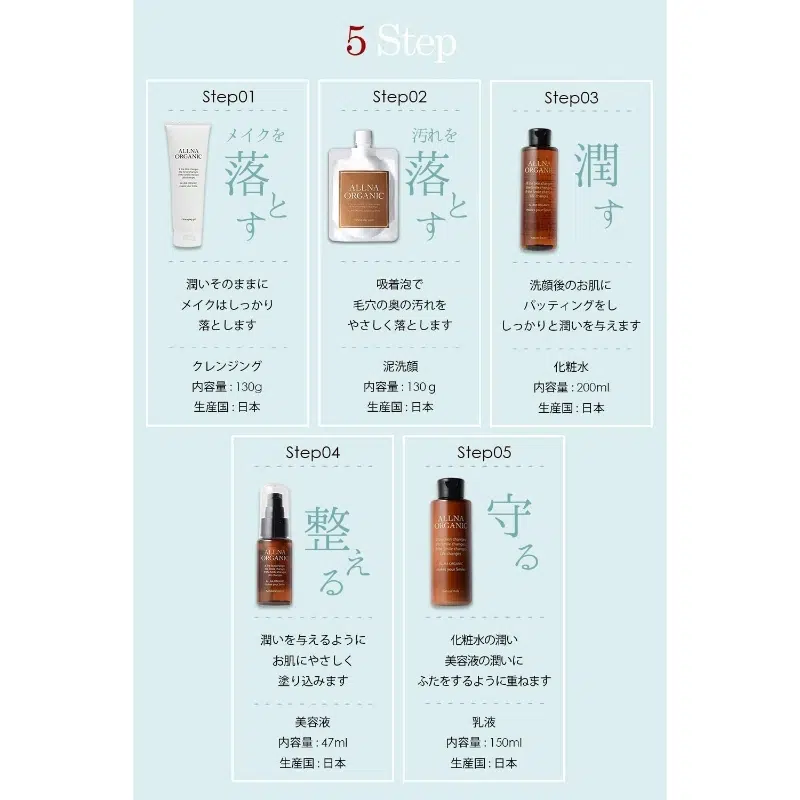 5 Step
Step01
メイクを
落とす
ALLNA
ORGANIC
潤いそのままに
メイクはしっかり
落とします
クレンジング
内容量 : 130g
生産国 : 日本
Step02
汚れを
落とす
ALLNA
ORGANIC
吸着泡で
毛穴の奥の汚れを
やさしく落とします
泥洗顔
内容量 : 130 g
生産国 : 日本
Step03
潤す
ALLNA
ORGANIC
洗顔後のお肌に
パッティングをし
しっかりと潤いを与えます
化粧水
内容量 : 200ml
生産国 : 日本
Step04
整える
ALLNA
ORGANIC
潤いを与えるように
お肌にやさしく
塗り込みます
美容液
内容量 : 47ml
生産国 : 日本
Step05
守る
ALLNA
ORGANIC
化粧水の潤い
美容液の潤いに
ふたをするように重ねます
乳液
内容量 : 150ml
生産国 : 日本